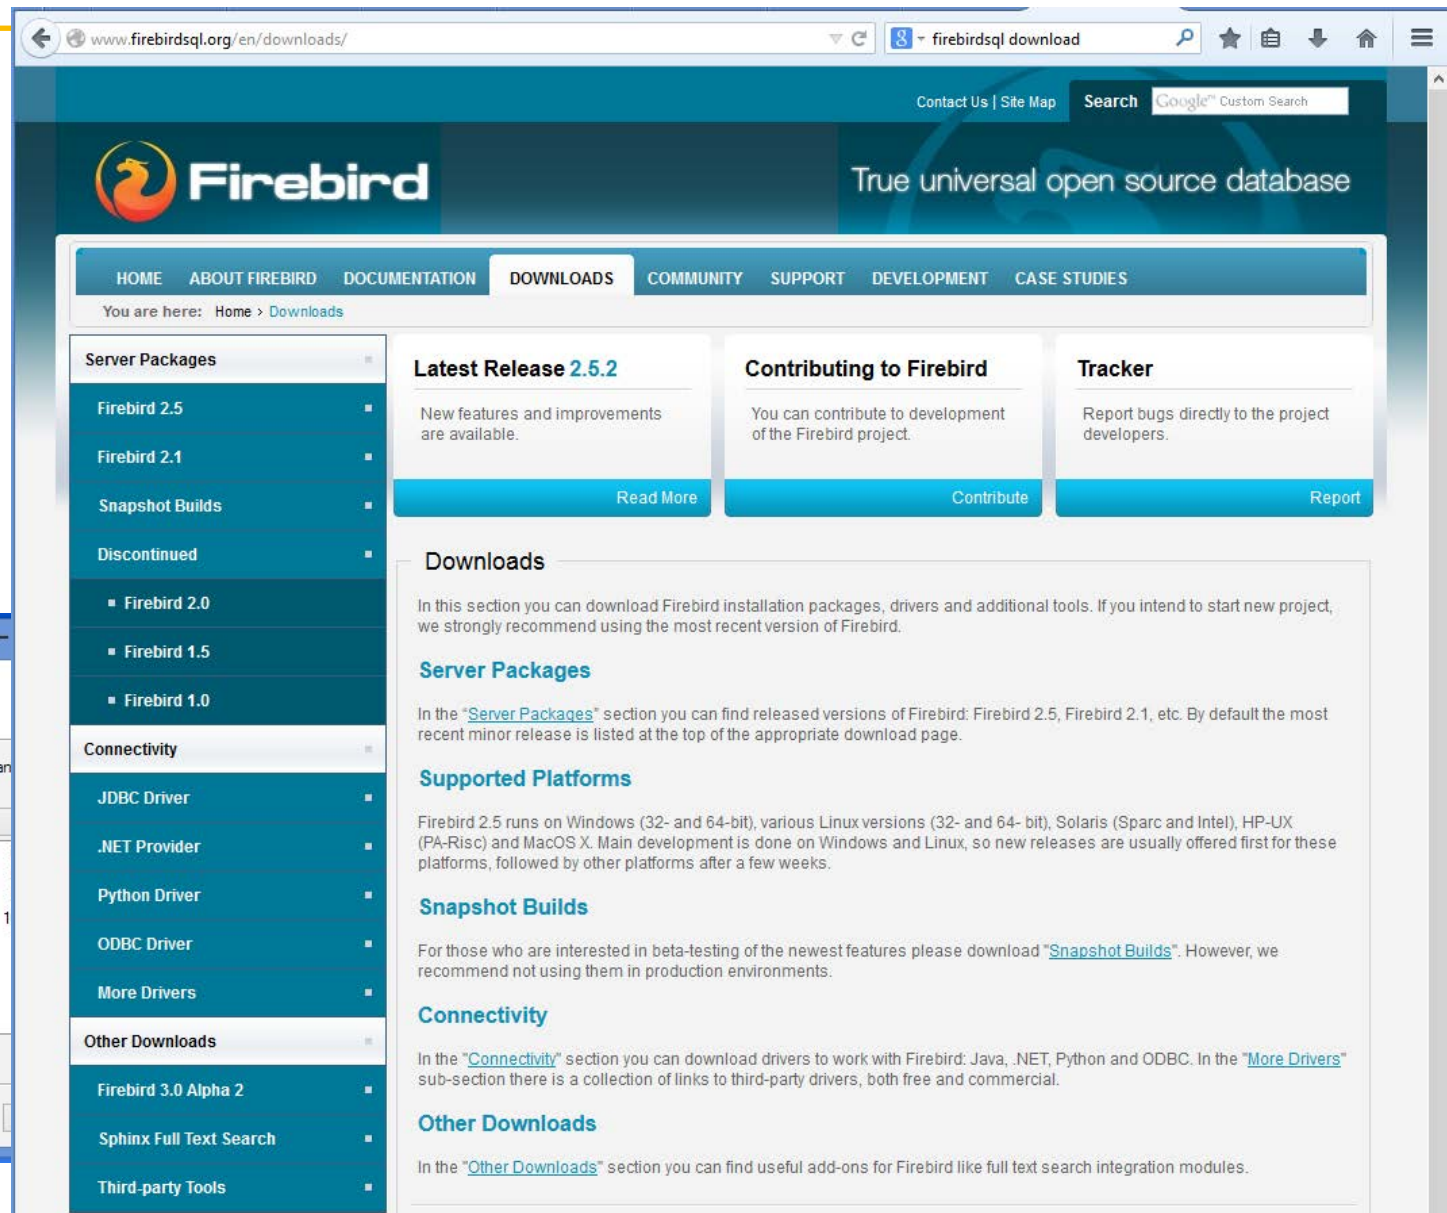 www.firebirdsql.org/en/downloads/
firebirdsql download
Contact Us | Site Map
Search
Google™ Custom Search
Firebird
True universal open source database
HOME ABOUT FIREBIRD DOCUMENTATION DOWNLOADS COMMUNITY SUPPORT DEVELOPMENT CASE STUDIES
You are here: Home › Downloads
Server Packages
Firebird 2.5
Firebird 2.1
Snapshot Builds
Discontinued
Firebird 2.0
Firebird 1.5
Firebird 1.0
Connectivity
JDBC Driver
.NET Provider
Python Driver
ODBC Driver
More Drivers
Other Downloads
Firebird 3.0 Alpha 2
Sphinx Full Text Search
Third-party Tools
Latest Release 2.5.2
New features and improvements
are available.
Read More
Contributing to Firebird
You can contribute to development
of the Firebird project.
Contribute
Tracker
Report bugs directly to the project
developers.
Report
Downloads
In this section you can download Firebird installation packages, drivers and additional tools. If you intend to start new project,
we strongly recommend using the most recent version of Firebird.
Server Packages
In the "Server Packages" section you can find released versions of Firebird: Firebird 2.5, Firebird 2.1, etc. By default the most
recent minor release is listed at the top of the appropriate download page.
Supported Platforms
Firebird 2.5 runs on Windows (32- and 64-bit), various Linux versions (32- and 64- bit), Solaris (Sparc and Intel), HP-UX
(PA-Risc) and MacOS X. Main development is done on Windows and Linux, so new releases are usually offered first for these
platforms, followed by other platforms after a few weeks.
Snapshot Builds
For those who are interested in beta-testing of the newest features please download "Snapshot Builds". However, we
recommend not using them in production environments.
Connectivity
In the "Connectivity" section you can download drivers to work with Firebird: Java, .NET, Python and ODBC. In the "More Drivers"
sub-section there is a collection of links to third-party drivers, both free and commercial.
Other Downloads
In the "Other Downloads" section you can find useful add-ons for Firebird like full text search integration modules.